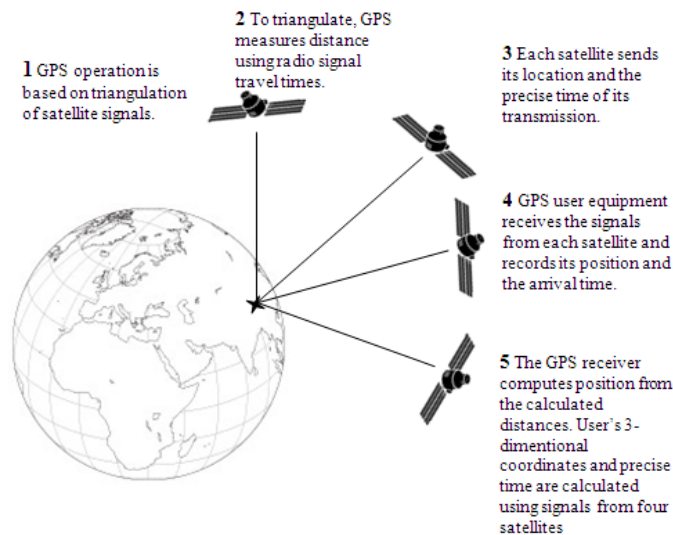 1 GPS operation is
based on triangulation
of satellite signals.
2 To triangulate, GPS
measures distance
using radio signal
travel times.
3 Each satellite sends
its location and the
precise time of its
transmission.
4 GPS user equipment
receives the signals
from each satellite and
records its position and
the arrival time.
5 The GPS receiver
computes position from
the calculated
distances. User's 3-
dimentional
coordinates and precise
time are calculated
using signals from four
satellites